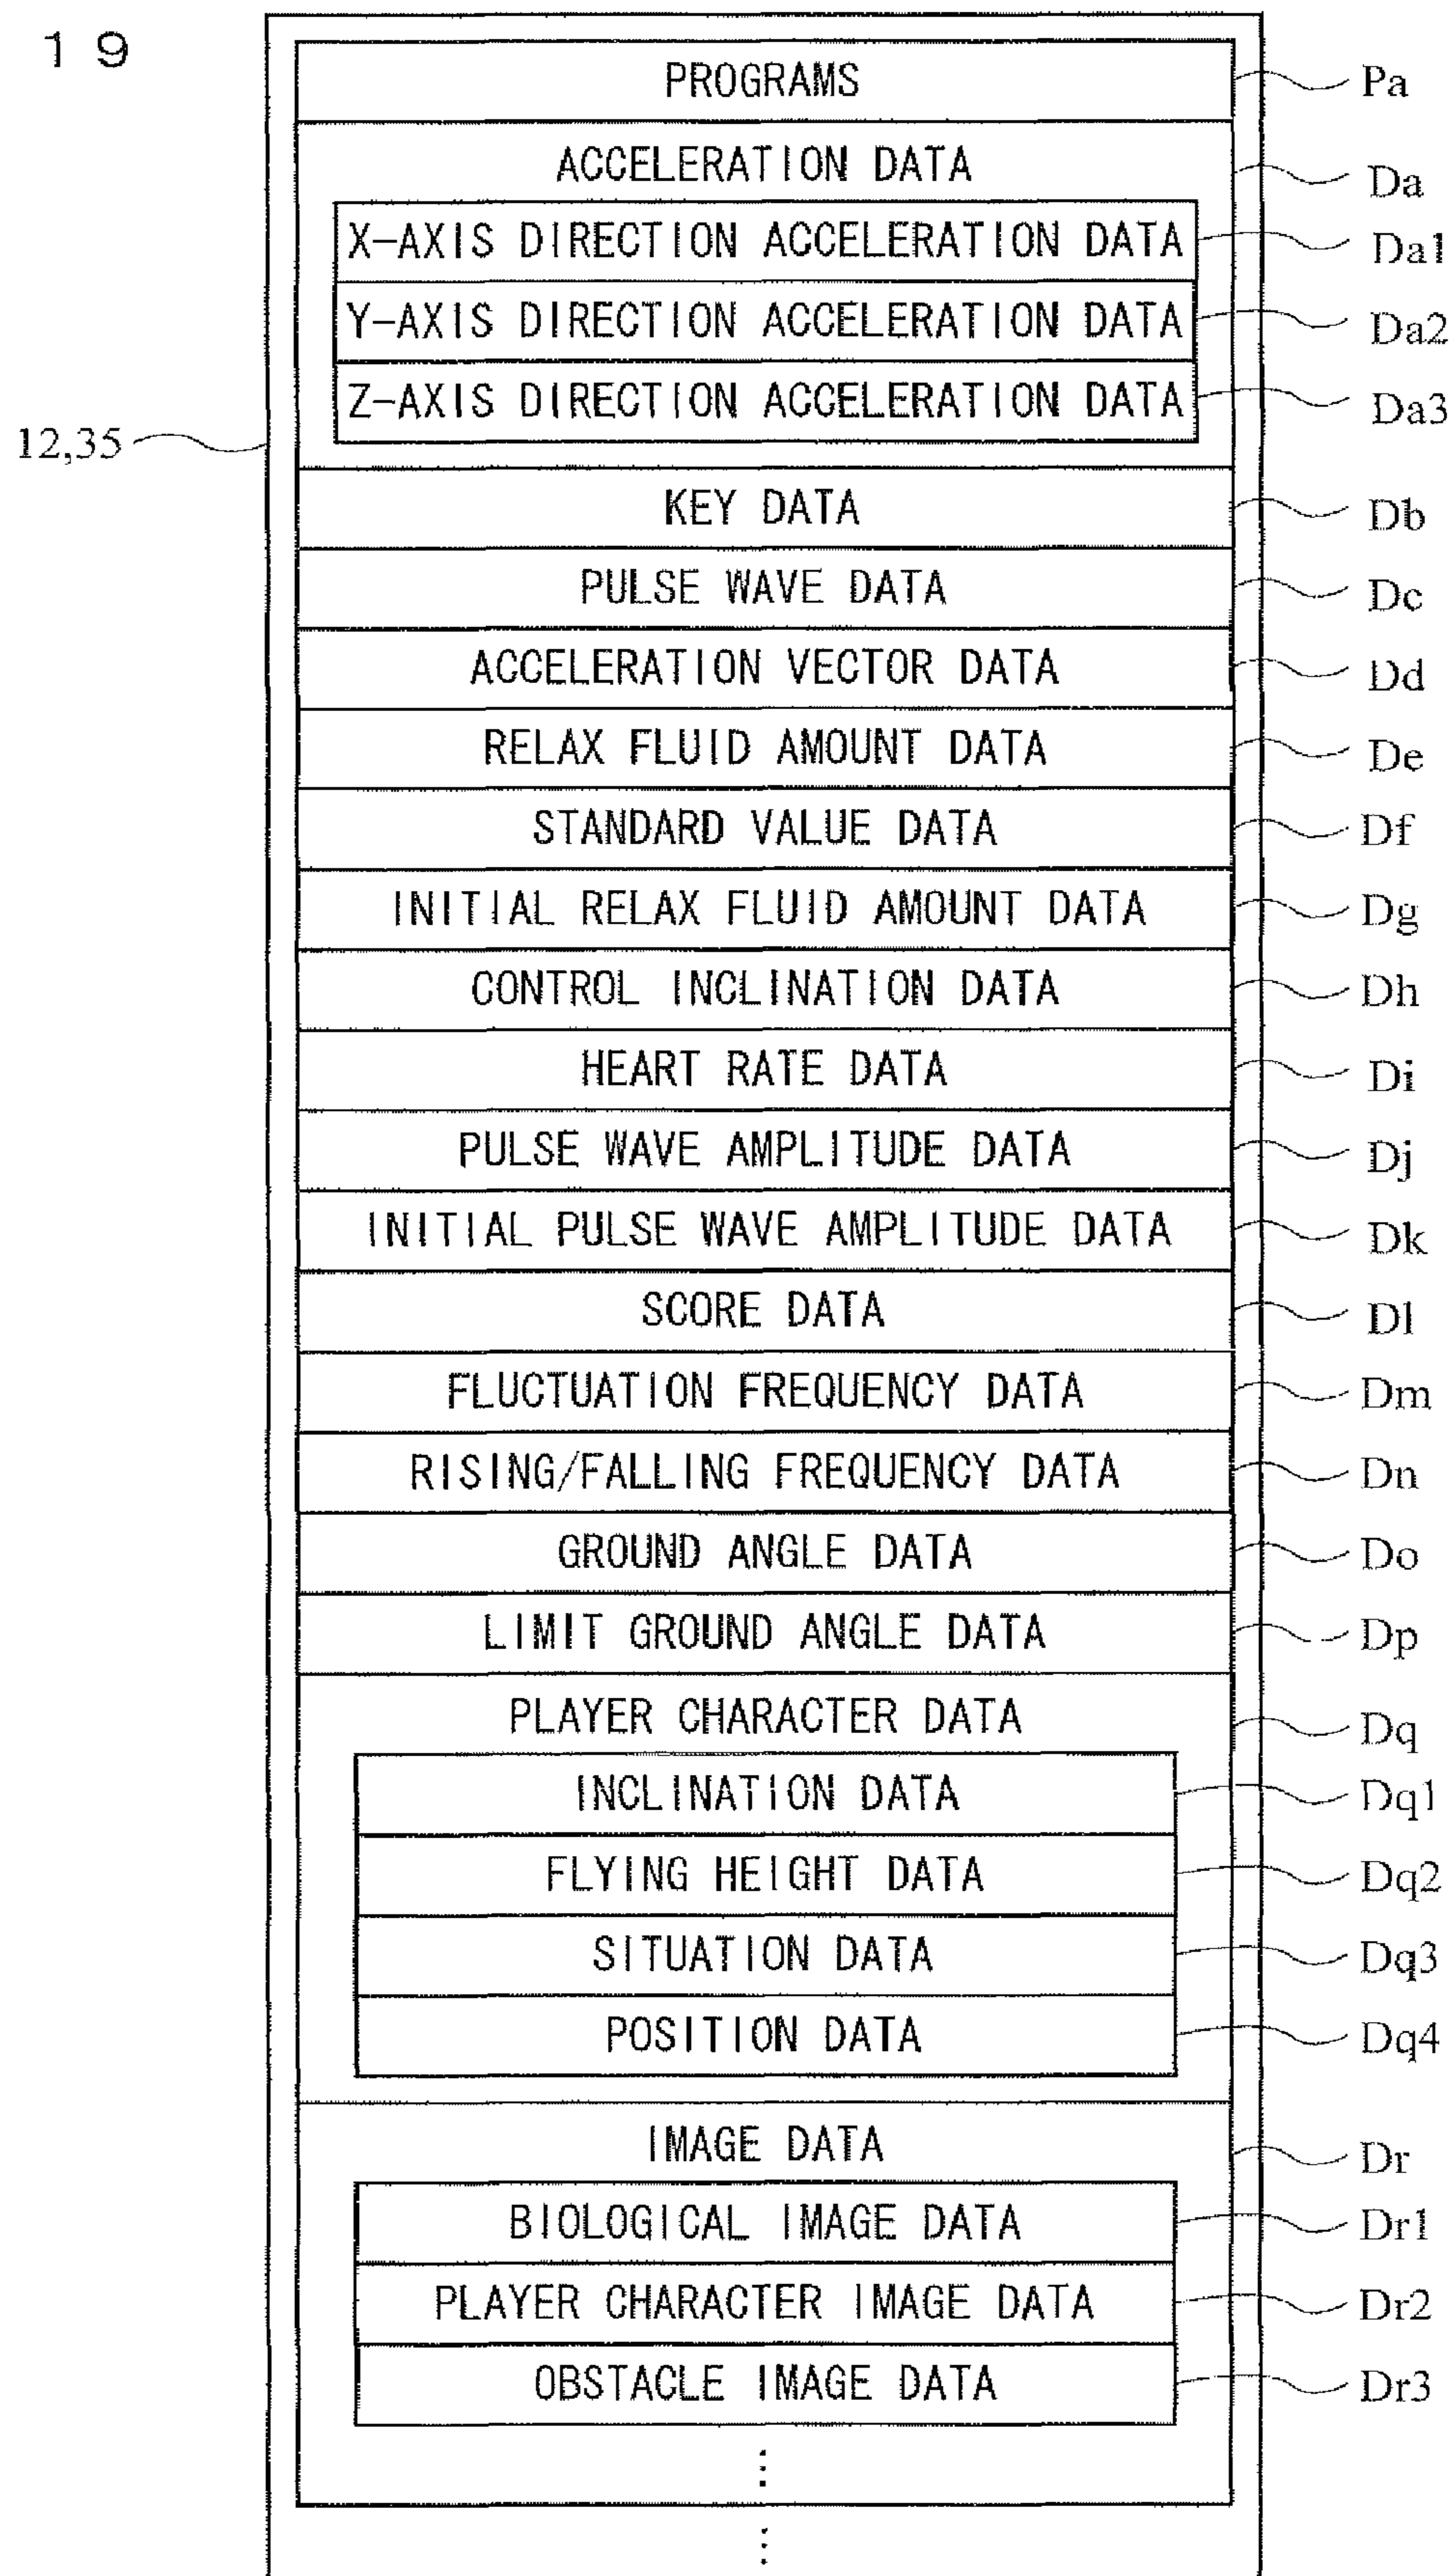 1 9
PROGRAMS Pa
ACCELERATION DATA Da
X-AXIS DIRECTION ACCELERATION DATA Da1
Y-AXIS DIRECTION ACCELERATION DATA Da2
Z-AXIS DIRECTION ACCELERATION DATA Da3
12,35
KEY DATA Db
PULSE WAVE DATA Dc
ACCELERATION VECTOR DATA Dd
RELAX FLUID AMOUNT DATA De
STANDARD VALUE DATA Df
INITIAL RELAX FLUID AMOUNT DATA Dg
CONTROL INCLINATION DATA Dh
HEART RATE DATA Di
PULSE WAVE AMPLITUDE DATA Dj
INITIAL PULSE WAVE AMPLITUDE DATA Dk
SCORE DATA Dl
FLUCTUATION FREQUENCY DATA Dm
RISING/FALLING FREQUENCY DATA Dn
GROUND ANGLE DATA Do
LIMIT GROUND ANGLE DATA Dp
PLAYER CHARACTER DATA Dq
INCLINATION DATA Dq1
FLYING HEIGHT DATA Dq2
SITUATION DATA Dq3
POSITION DATA Dq4
IMAGE DATA Dr
BIOLOGICAL IMAGE DATA Dr1
PLAYER CHARACTER IMAGE DATA Dr2
OBSTACLE IMAGE DATA Dr3